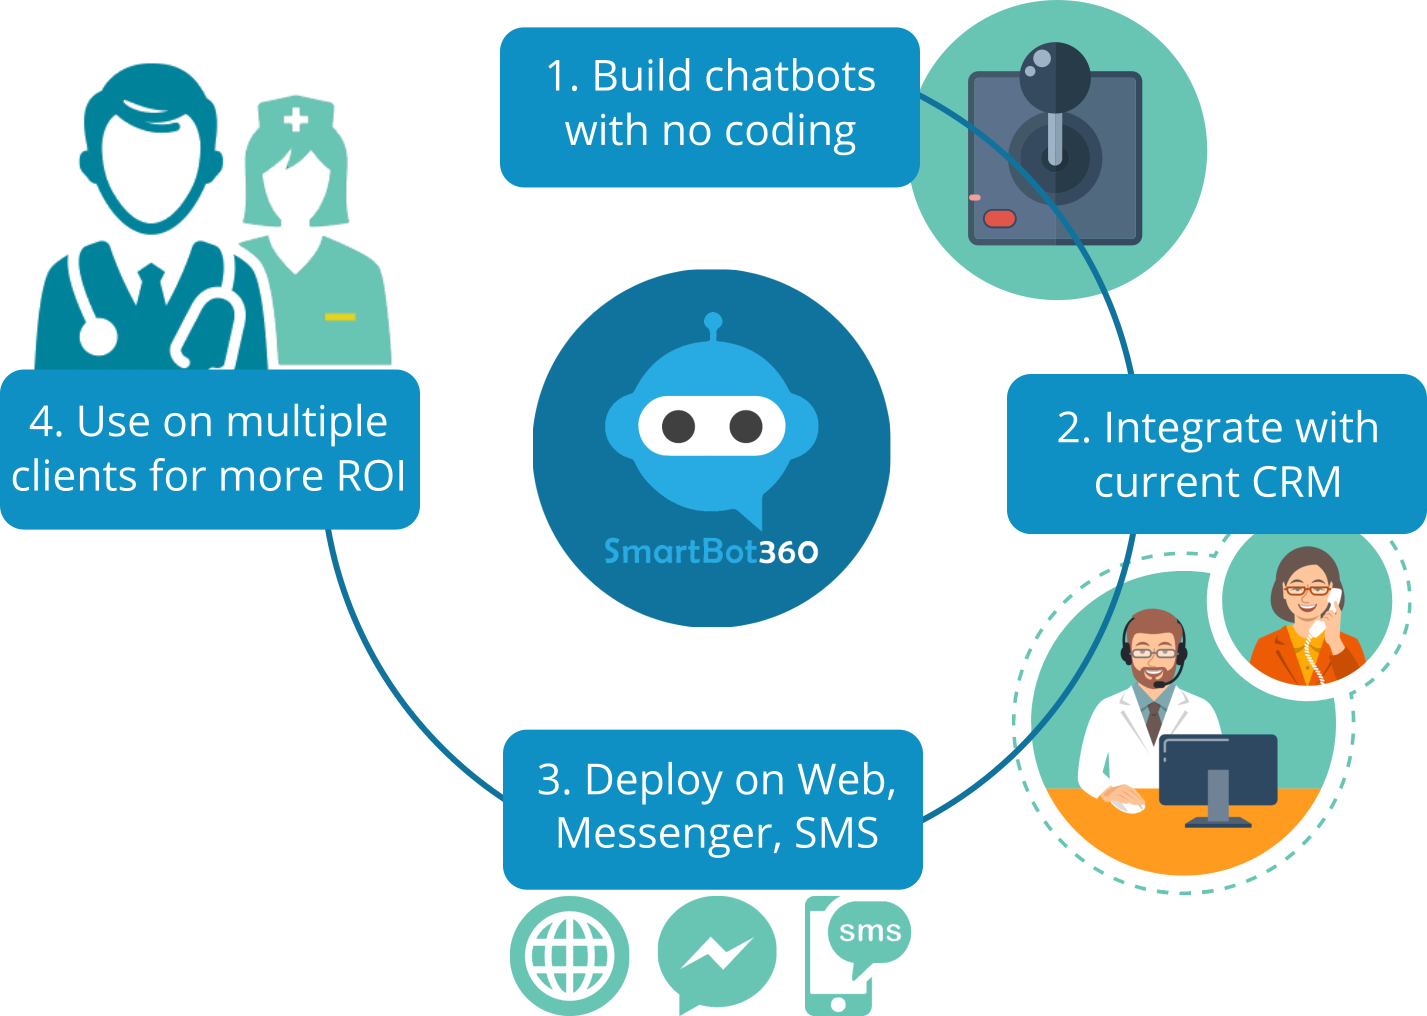 1. Build chatbots
with no coding
2. Integrate with
current CRM
3. Deploy on Web,
Messenger, SMS
sms
4. Use on multiple
clients for more ROI
SmartBot360